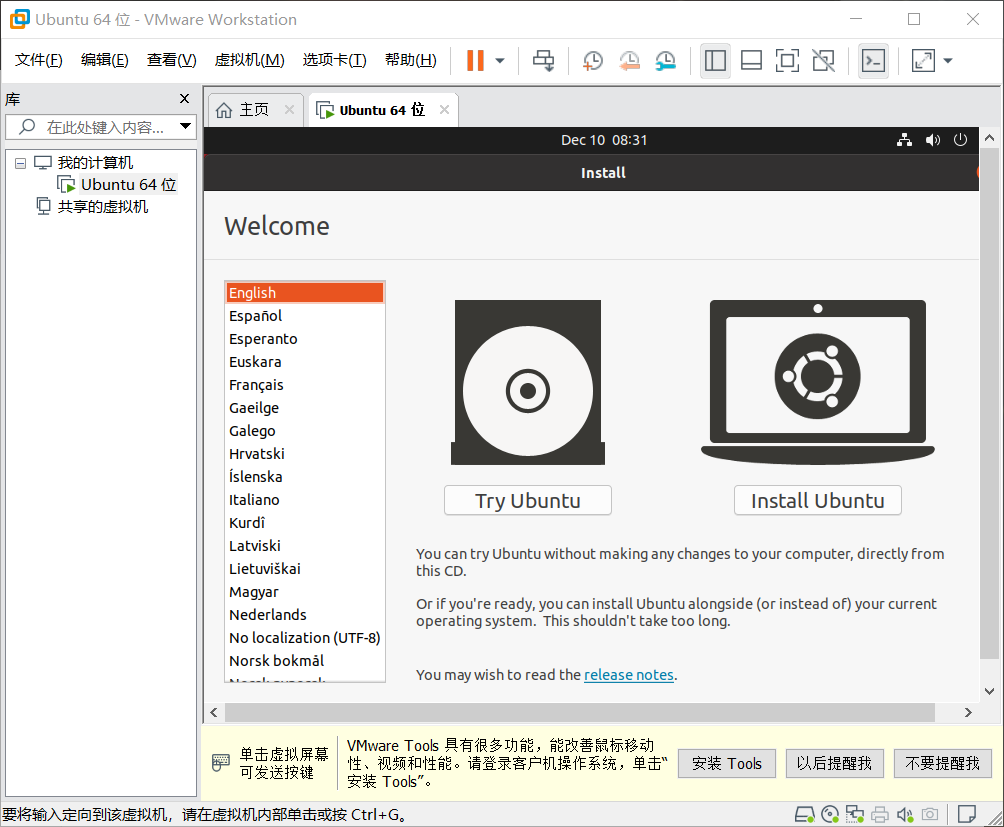 Ubuntu 64 位 - VMware Workstation
文件(F) 编辑(E) 查看(V) 虚拟机(M) 选项卡(T) 帮助(H)
库
在此处键入内容...
我的计算机
Ubuntu 64 位
共享的虚拟机
主页
Ubuntu 64 位
Dec 10 08:31
Install
Welcome
English
Español
Esperanto
Euskara
Français
Gaeilge
Galego
Hrvatski
Íslenska
Italiano
Kurdî
Latviski
Lietuviškai
Magyar
Nederlands
No localization (UTF-8)
Norsk bokmål
Try Ubuntu
Install Ubuntu
You can try Ubuntu without making any changes to your computer, directly from
this CD.
Or if you're ready, you can install Ubuntu alongside (or instead of) your current
operating system. This shouldn't take too long.
You may wish to read the release notes.
单击虚拟屏幕
可发送按键
VMware Tools 具有很多功能，能改善鼠标移动
性、视频和性能。请登录客户机操作系统，单击“
安装 Tools”。
安装 Tools
以后提醒我
不要提醒我
要将输入定向到该虚拟机，请在虚拟机内部单击或按 Ctrl+G。